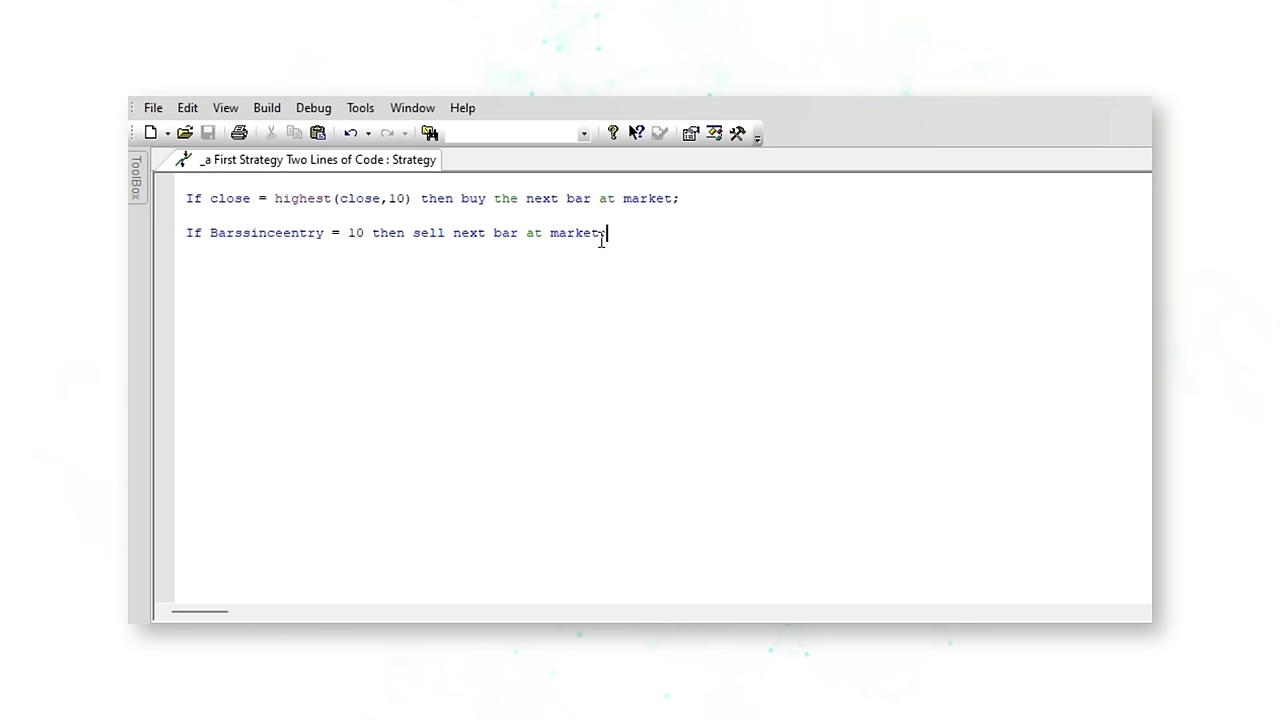 File Edit View Build Debug Tools Window Help
_a First Strategy Two Lines of Code : Strategy
ToolBox
If close = highest(close,10) then buy the next bar at market;
If Barssinceentry = 10 then sell next bar at market;